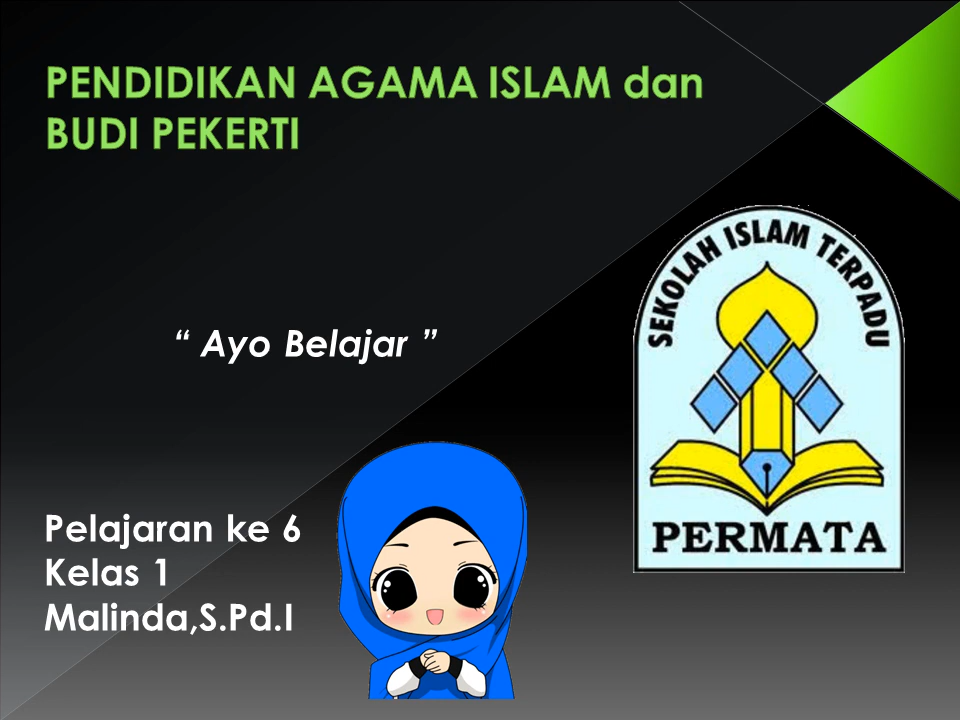 PENDIDIKAN AGAMA ISLAM dan
BUDI PEKERTI
“ Ayo Belajar ”
SEKOLAH ISLAM TERPADU
PERMATA
Pelajaran ke 6
Kelas 1
Malinda,S.Pd.I